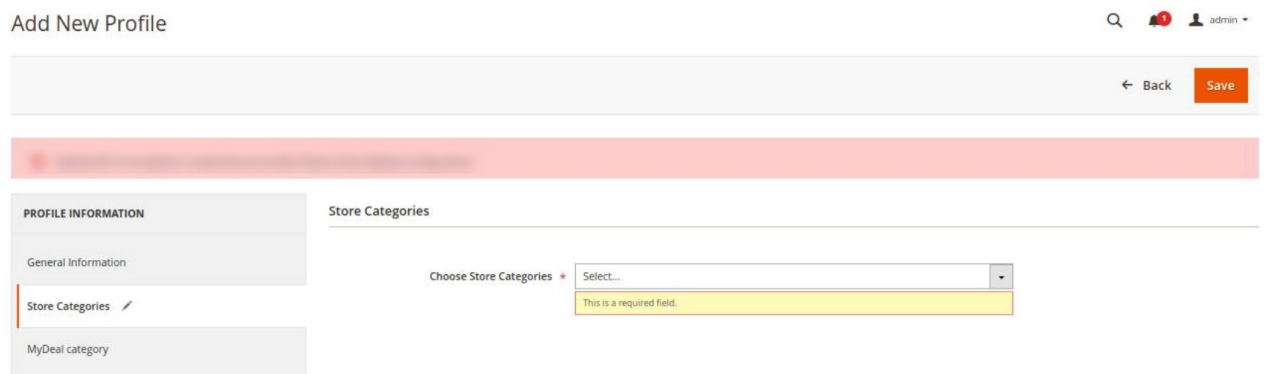 Add New Profile
1 admin
← Back Save
PROFILE INFORMATION
Store Categories
General Information
Choose Store Categories * Select...
This is a required field.
Store Categories
MyDeal category